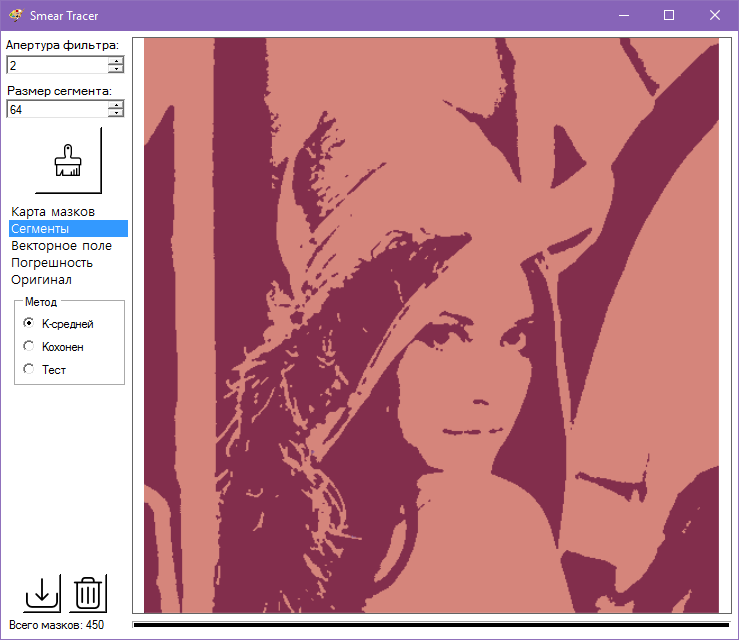 Smear Tracer
Апертура фильтра:
2
Размер сегмента:
64
Карта мазков
Сегменты
Векторное поле
Погрешность
Оригинал
Метод
К-средней
Кохонен
Тест
Всего мазков: 450